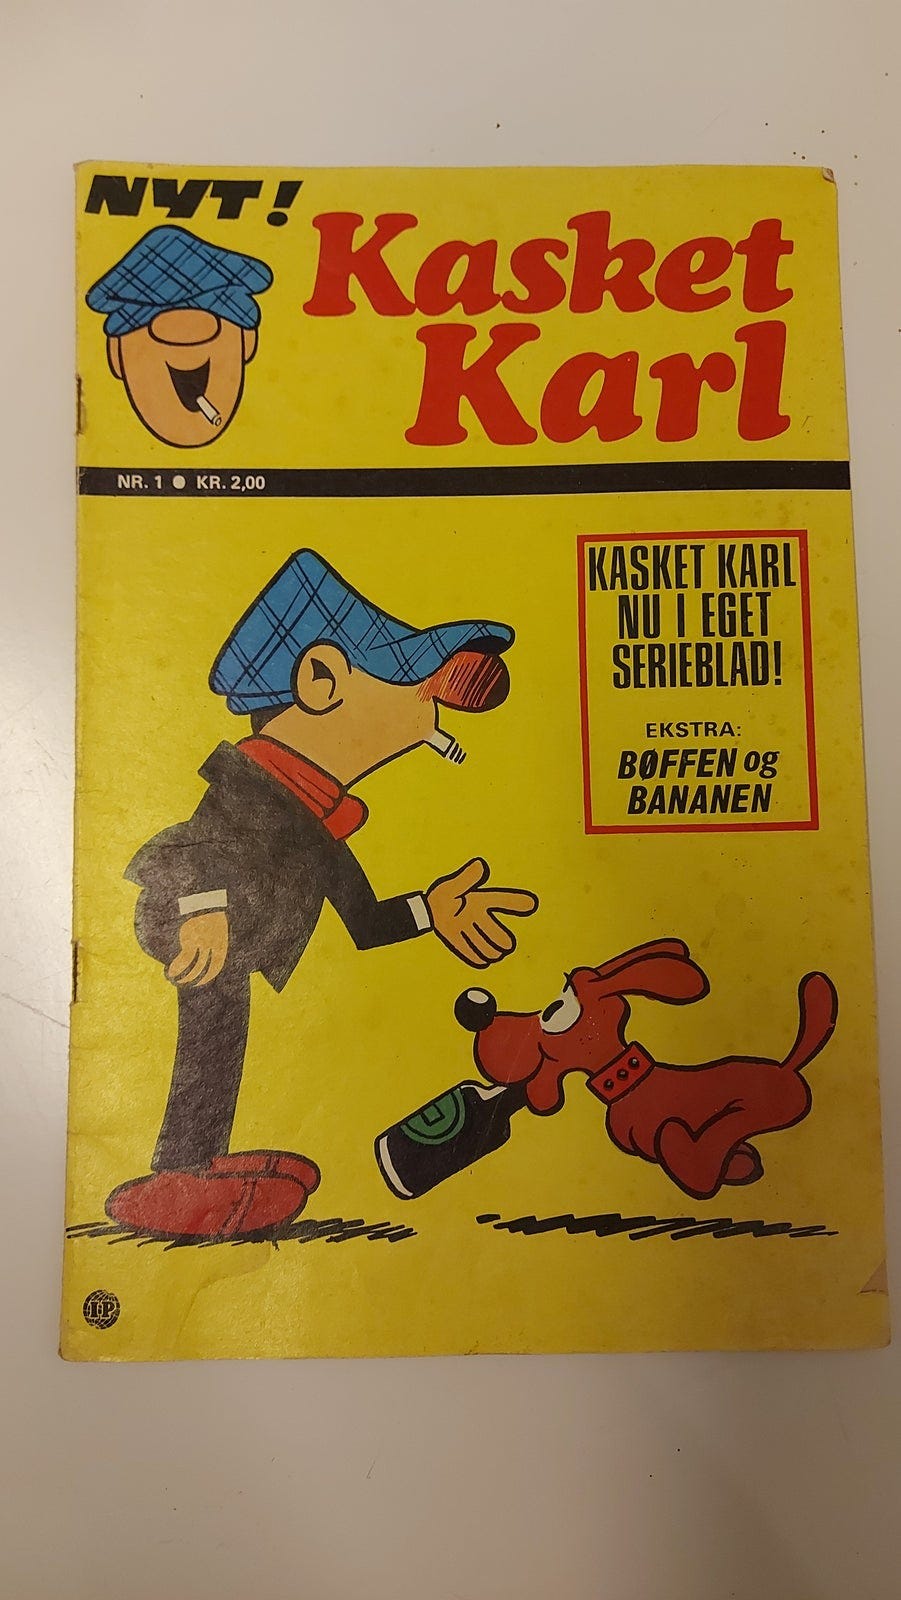 NYT!
Kasket
Karl
NR. 1 ● KR. 2,00
KASKET KARL
NU I EGET
SERIEBLAD!
EKSTRA:
BØFFEN og
BANANEN
I·P